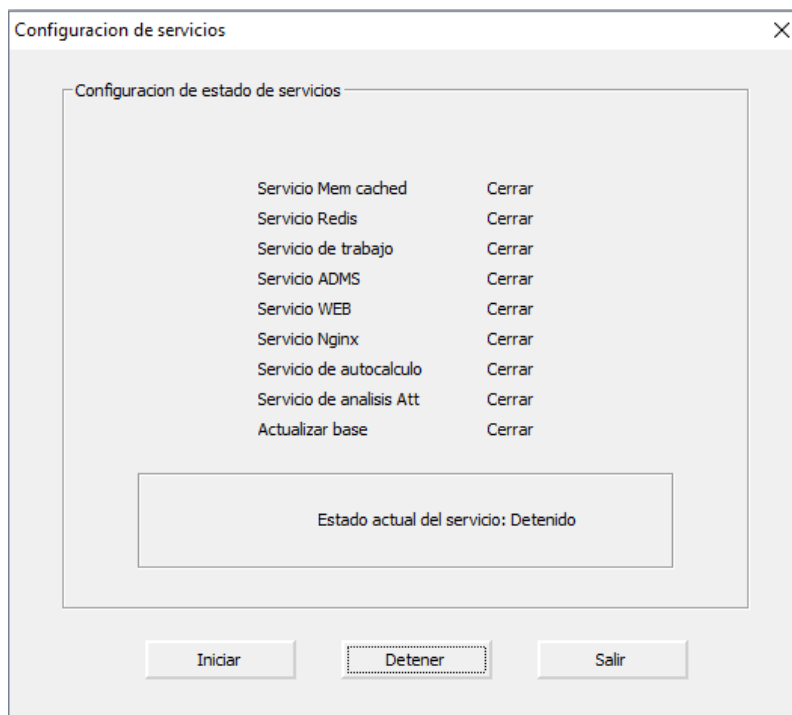 Configuracion de servicios
Configuracion de estado de servicios
Servicio Mem cached Cerrar
Servicio Redis Cerrar
Servicio de trabajo Cerrar
Servicio ADMS Cerrar
Servicio WEB Cerrar
Servicio Nginx Cerrar
Servicio de autocalculo Cerrar
Servicio de analisis Att Cerrar
Actualizar base Cerrar
Estado actual del servicio: Detenido
Iniciar Detener Salir